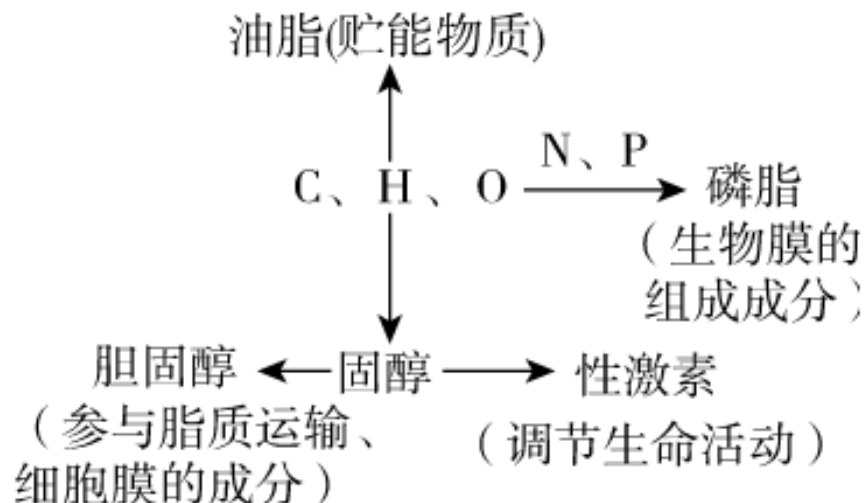 油脂(贮能物质)
N、P
C、H、O
磷脂
（生物膜的
组成成分）
胆固醇
固醇
性激素
（参与脂质运输、
细胞膜的成分）
（调节生命活动）